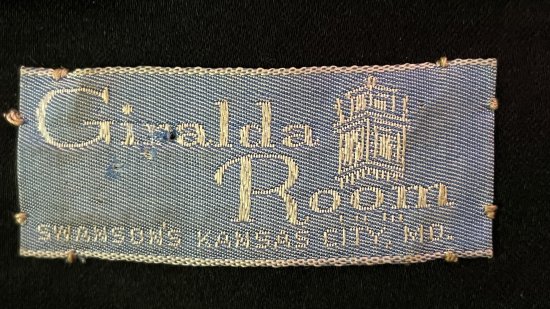 Giralda
Room
SWANSON'S KANSAS CITY, MO.